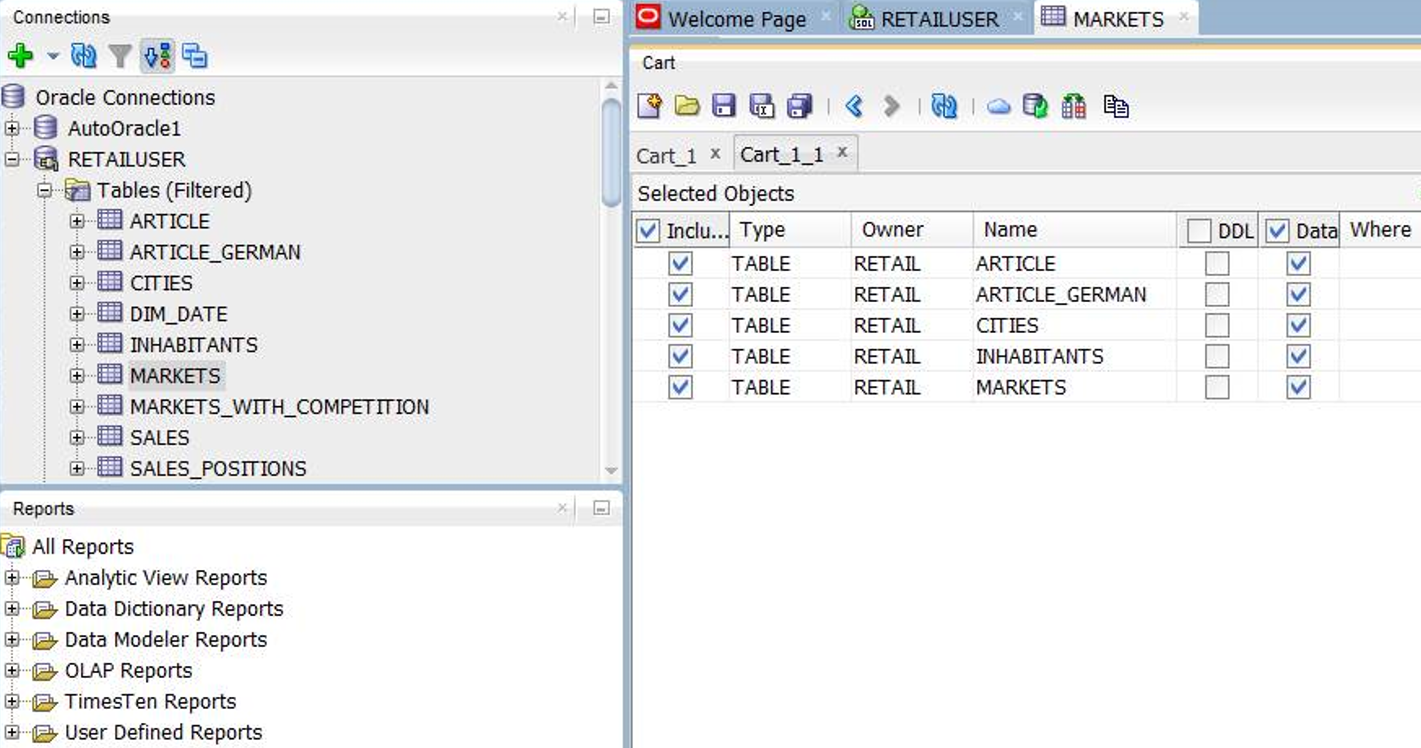 Connections
Oracle Connections
AutoOracle1
RETAILUSER
Tables (Filtered)
ARTICLE
ARTICLE_GERMAN
CITIES
DIM_DATE
INHABITANTS
MARKETS
MARKETS_WITH_COMPETITION
SALES
SALES_POSITIONS
Reports
All Reports
Analytic View Reports
Data Dictionary Reports
Data Modeler Reports
OLAP Reports
TimesTen Reports
User Defined Reports
Welcome Page RETAILUSER MARKETS
Cart
Cart_1 Cart_1_1
Selected Objects
Inclu... Type Owner Name DDL Data Where
TABLE RETAIL ARTICLE
TABLE RETAIL ARTICLE_GERMAN
TABLE RETAIL CITIES
TABLE RETAIL INHABITANTS
TABLE RETAIL MARKETS